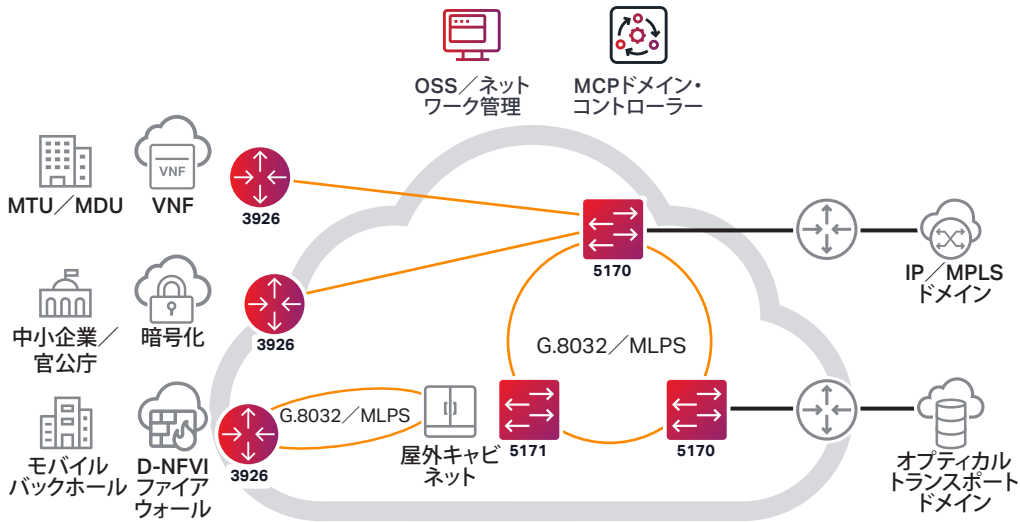 OSS／ネット
ワーク管理
MCPドメイン・
コントローラー
MTU／MDU
VNF
VNF
3926
5170
IP／MPLS
ドメイン
中小企業／
官公庁
暗号化
3926
G.8032／MLPS
モバイル
バックホール
D-NFVI
ファイア
ウォール
3926
G.8032／MLPS
屋外キャビ
ネット
5171
5170
オプティカル
トランスポート
ドメイン